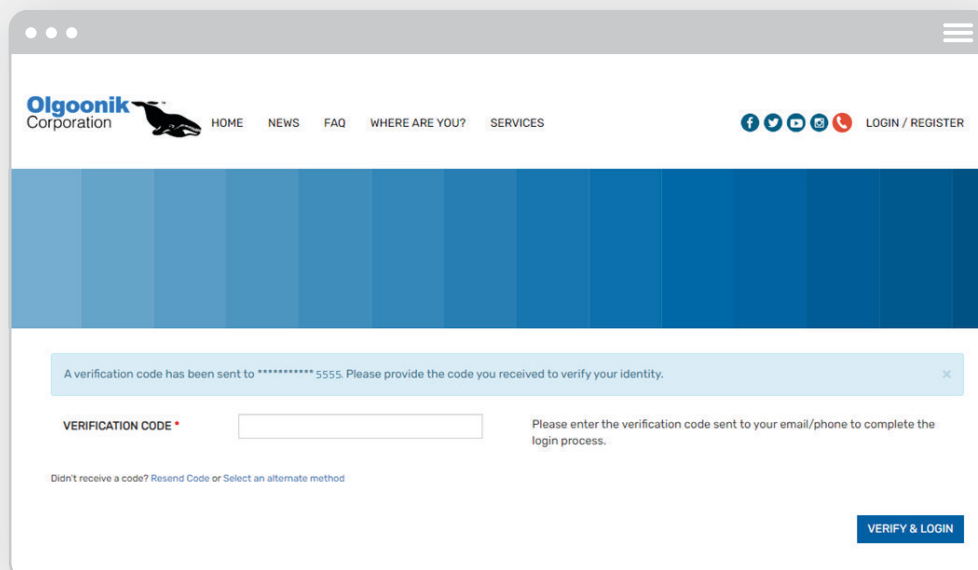 Olgoonik
Corporation
HOME NEWS FAQ WHERE ARE YOU? SERVICES LOGIN / REGISTER
A verification code has been sent to *********** 5555. Please provide the code you received to verify your identity. ×
VERIFICATION CODE *
Please enter the verification code sent to your email/phone to complete the
login process.
Didn't receive a code? Resend Code or Select an alternate method
VERIFY & LOGIN